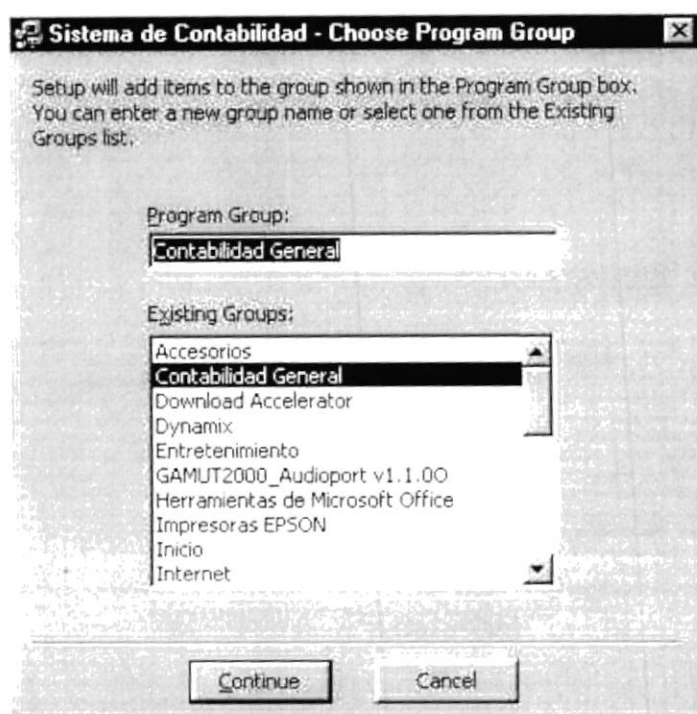 Sistema de Contabilidad - Choose Program Group
Setup will add items to the group shown in the Program Group box.
You can enter a new group name or select one from the Existing
Groups list.
Program Group:
Contabilidad General
Existing Groups:
Accesorios
Contabilidad General
Download Accelerator
Dynamix
Entretenimiento
GAMUT2000_Audioport v1.1.0O
Herramientas de Microsoft Office
Impresoras EPSON
Inicio
Internet
Continue
Cancel